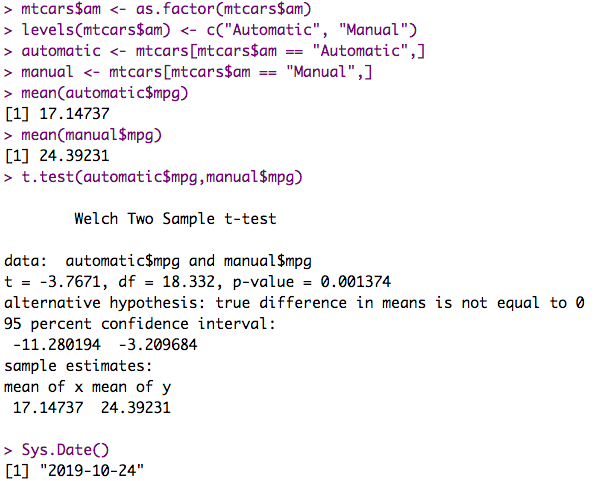 > mtcars$am <- as.factor(mtcars$am)
> levels(mtcars$am) <- c("Automatic", "Manual")
> automatic <- mtcars[mtcars$am == "Automatic",]
> manual <- mtcars[mtcars$am == "Manual",]
> mean(automatic$mpg)
[1] 17.14737
> mean(manual$mpg)
[1] 24.39231
> t.test(automatic$mpg,manual$mpg)

        Welch Two Sample t-test

data:  automatic$mpg and manual$mpg
t = -3.7671, df = 18.332, p-value = 0.001374
alternative hypothesis: true difference in means is not equal to 0
95 percent confidence interval:
 -11.280194  -3.209684
sample estimates:
mean of x mean of y
 17.14737  24.39231

> Sys.Date()
[1] "2019-10-24"